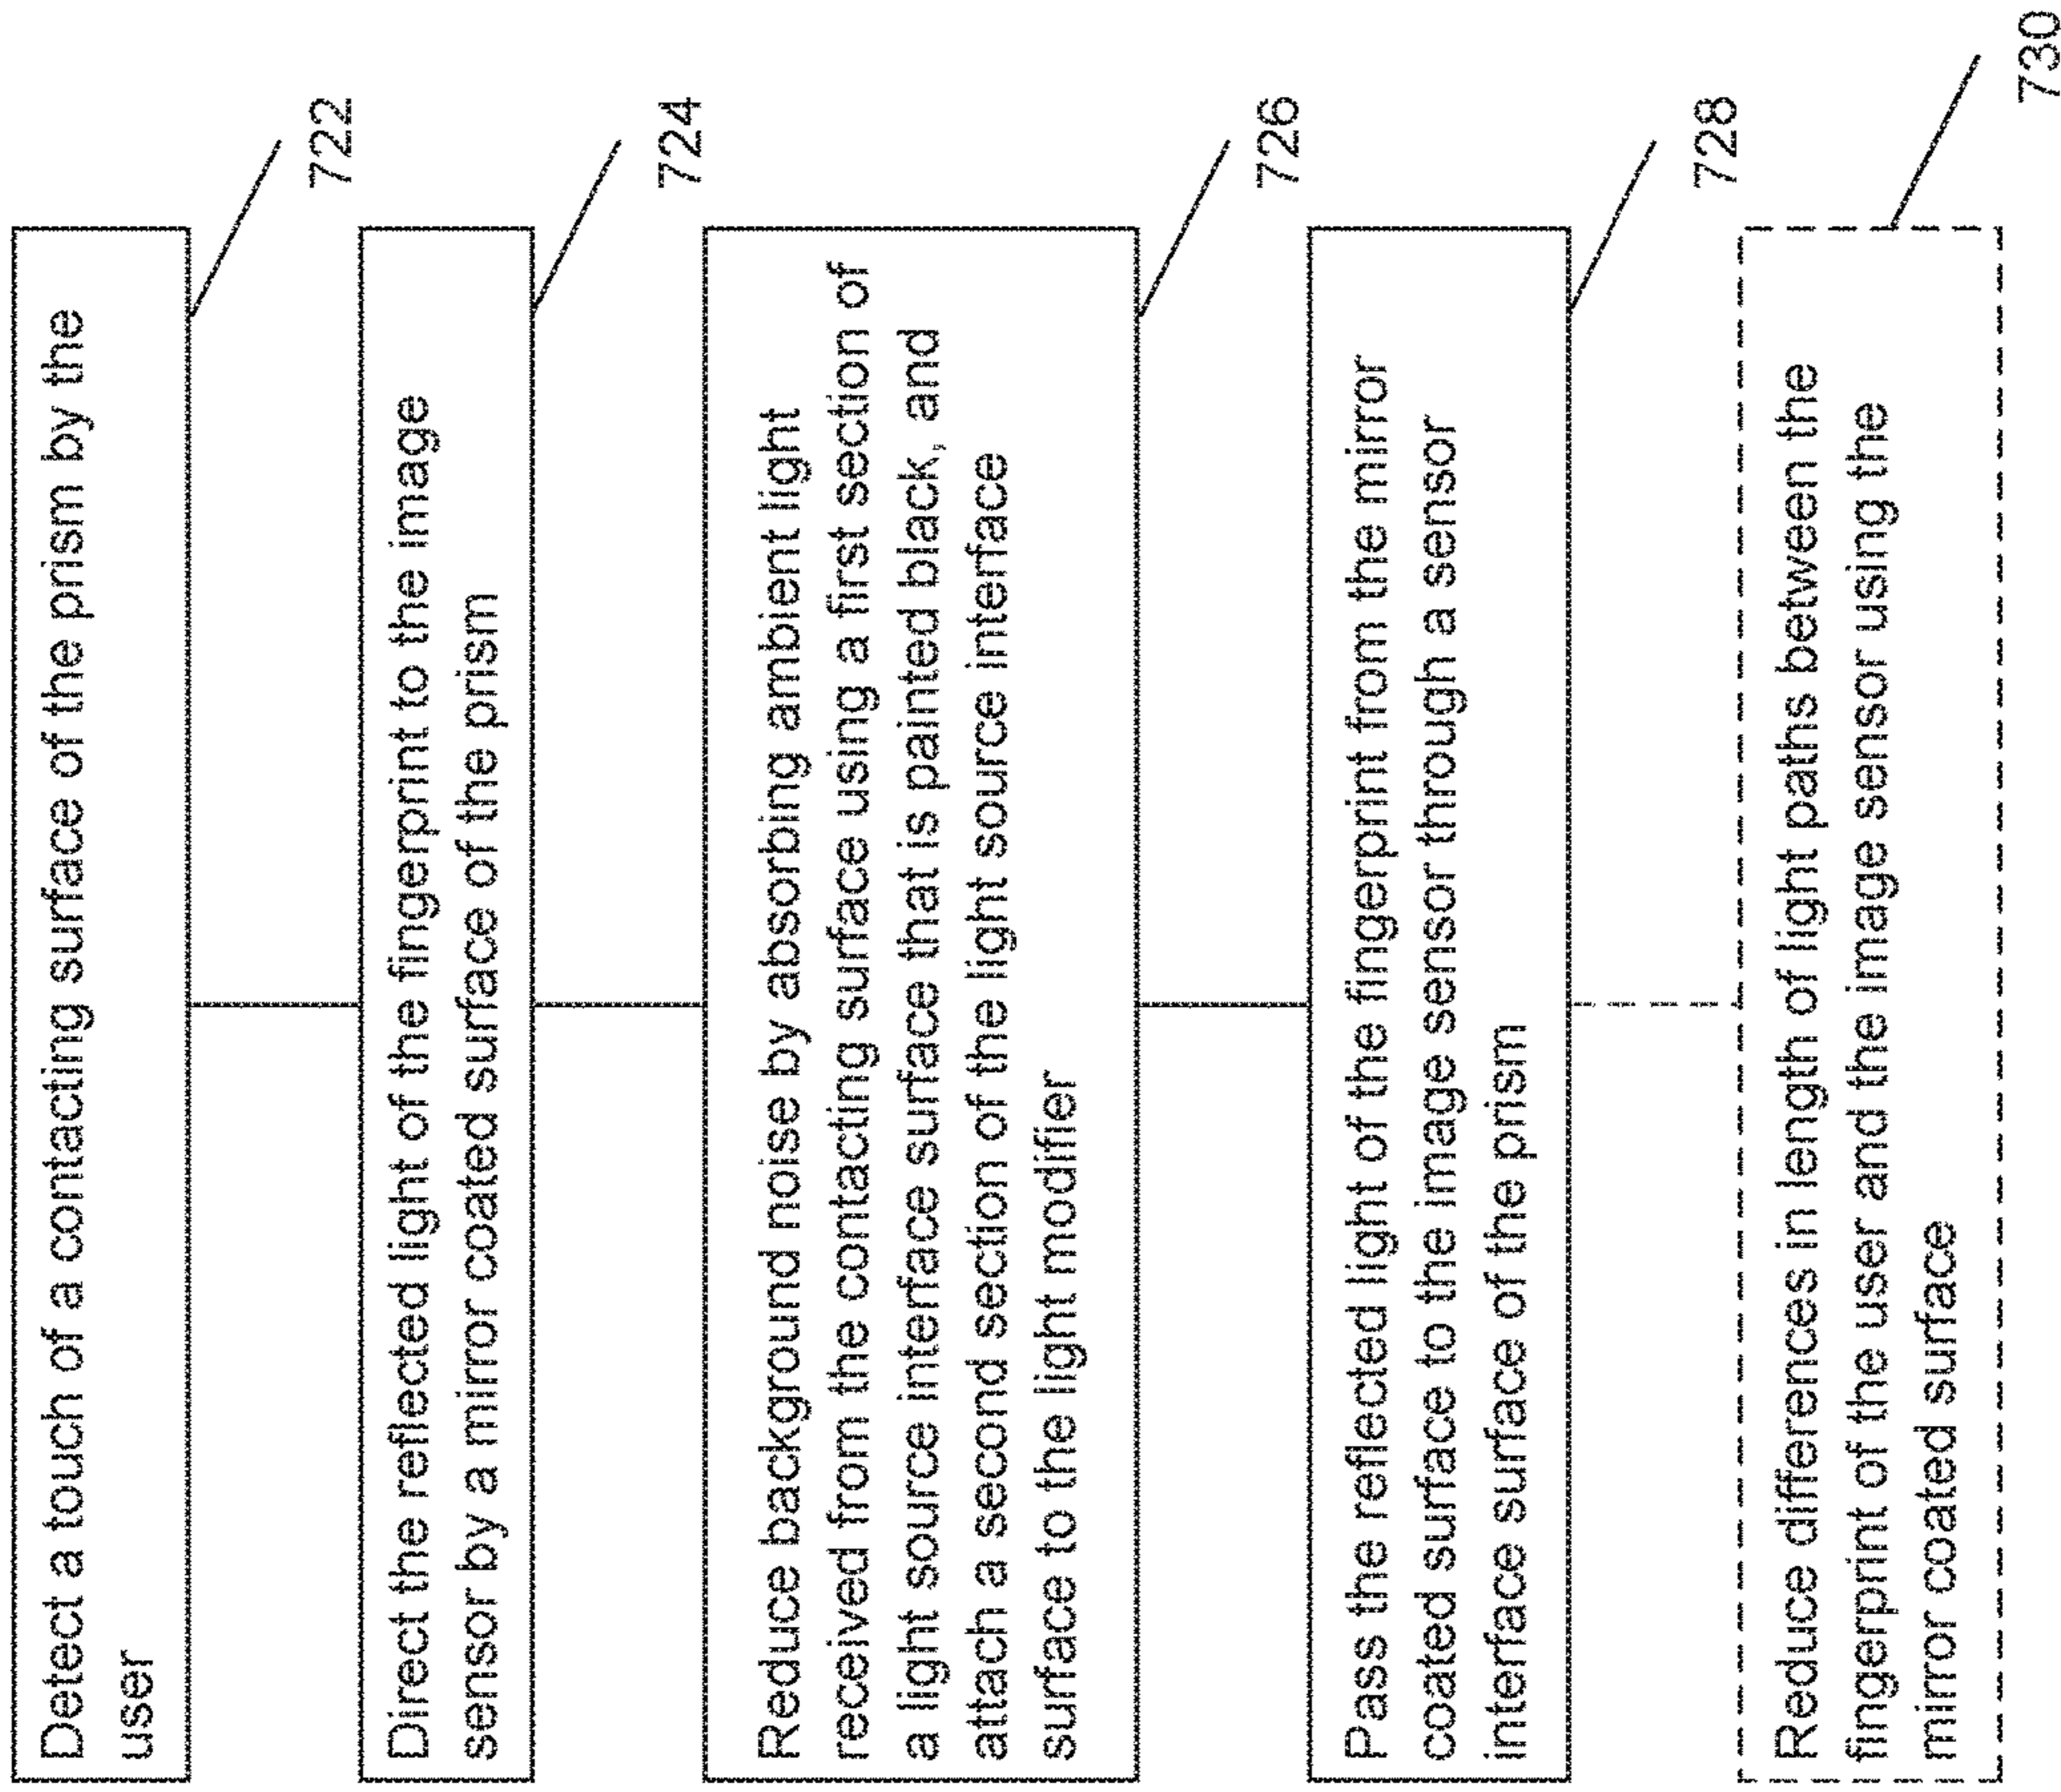 Detect a touch of a contacting surface of the prism by the
user
722
Direct the reflected light of the fingerprint to the image
sensor by a mirror coated surface of the prism
724
Reduce background noise by absorbing ambient light
received from the contacting surface using a first section of
a light source interface surface that is painted black, and
attach a second section of the light source interface
surface to the light modifier
726
Pass the reflected light of the fingerprint from the mirror
coated surface to the image sensor through a sensor
interface surface of the prism
728
Reduce differences in length of light paths between the
fingerprint of the user and the image sensor using the
mirror coated surface
730